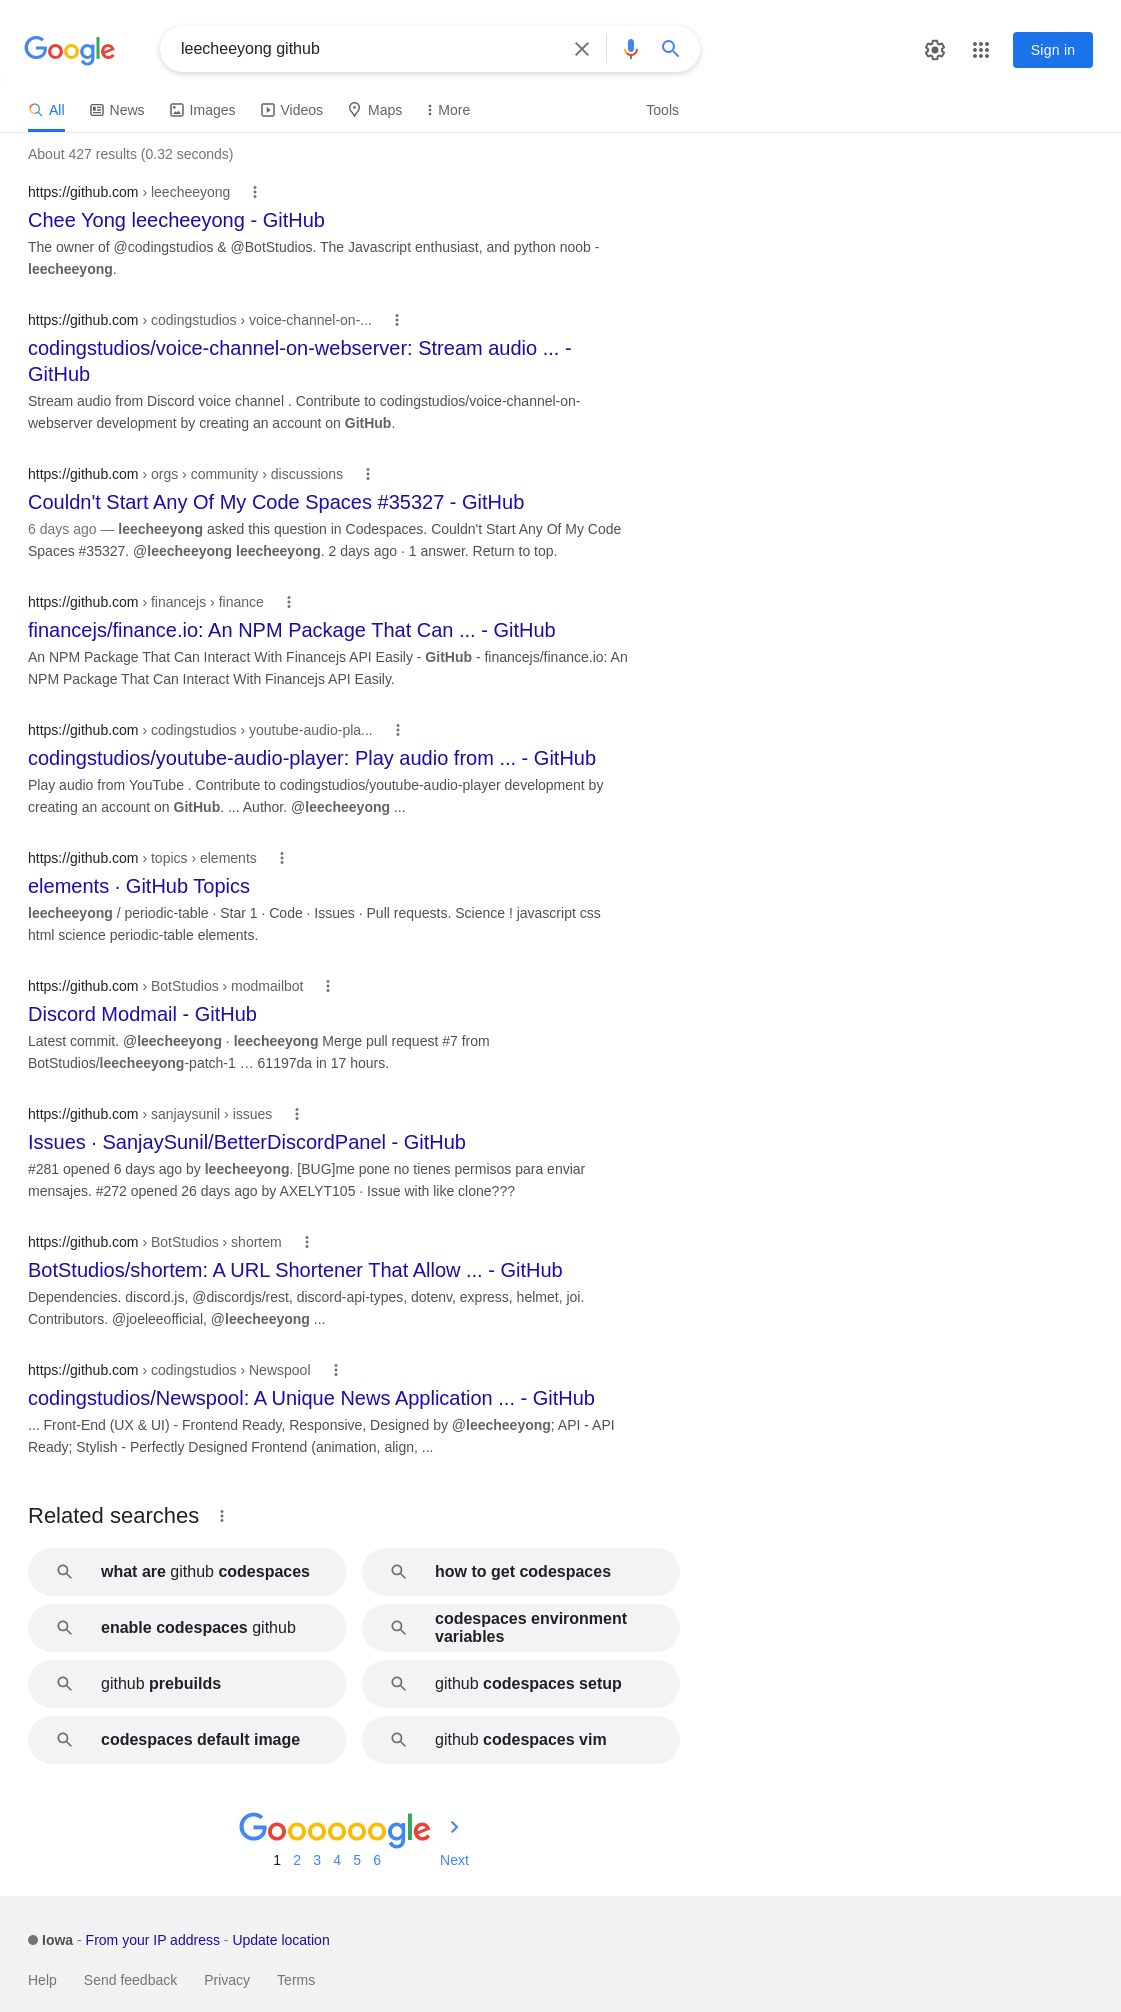 Google
leecheeyong github
Sign in
All
News
Images
Videos
Maps
More
Tools
About 427 results (0.32 seconds)
https://github.com › leecheeyong
Chee Yong leecheeyong - GitHub
The owner of @codingstudios & @BotStudios. The Javascript enthusiast, and python noob -
leecheeyong.
https://github.com › codingstudios › voice-channel-on-...
codingstudios/voice-channel-on-webserver: Stream audio ... -
GitHub
Stream audio from Discord voice channel . Contribute to codingstudios/voice-channel-on-
webserver development by creating an account on GitHub.
https://github.com › orgs › community › discussions
Couldn't Start Any Of My Code Spaces #35327 - GitHub
6 days ago — leecheeyong asked this question in Codespaces. Couldn't Start Any Of My Code
Spaces #35327. @leecheeyong leecheeyong. 2 days ago · 1 answer. Return to top.
https://github.com › financejs › finance
financejs/finance.io: An NPM Package That Can ... - GitHub
An NPM Package That Can Interact With Financejs API Easily - GitHub - financejs/finance.io: An
NPM Package That Can Interact With Financejs API Easily.
https://github.com › codingstudios › youtube-audio-pla...
codingstudios/youtube-audio-player: Play audio from ... - GitHub
Play audio from YouTube . Contribute to codingstudios/youtube-audio-player development by
creating an account on GitHub. ... Author. @leecheeyong ...
https://github.com › topics › elements
elements · GitHub Topics
leecheeyong / periodic-table · Star 1 · Code · Issues · Pull requests. Science ! javascript css
html science periodic-table elements.
https://github.com › BotStudios › modmailbot
Discord Modmail - GitHub
Latest commit. @leecheeyong · leecheeyong Merge pull request #7 from
BotStudios/leecheeyong-patch-1 … 61197da in 17 hours.
https://github.com › sanjaysunil › issues
Issues · SanjaySunil/BetterDiscordPanel - GitHub
#281 opened 6 days ago by leecheeyong. [BUG]me pone no tienes permisos para enviar
mensajes. #272 opened 26 days ago by AXELYT105 · Issue with like clone???
https://github.com › BotStudios › shortem
BotStudios/shortem: A URL Shortener That Allow ... - GitHub
Dependencies. discord.js, @discordjs/rest, discord-api-types, dotenv, express, helmet, joi.
Contributors. @joeleeofficial, @leecheeyong ...
https://github.com › codingstudios › Newspool
codingstudios/Newspool: A Unique News Application ... - GitHub
... Front-End (UX & UI) - Frontend Ready, Responsive, Designed by @leecheeyong; API - API
Ready; Stylish - Perfectly Designed Frontend (animation, align, ...
Related searches
what are github codespaces
how to get codespaces
enable codespaces github
codespaces environment
variables
github prebuilds
github codespaces setup
codespaces default image
github codespaces vim
Goooooogle
1 2 3 4 5 6 Next
Iowa - From your IP address - Update location
Help Send feedback Privacy Terms